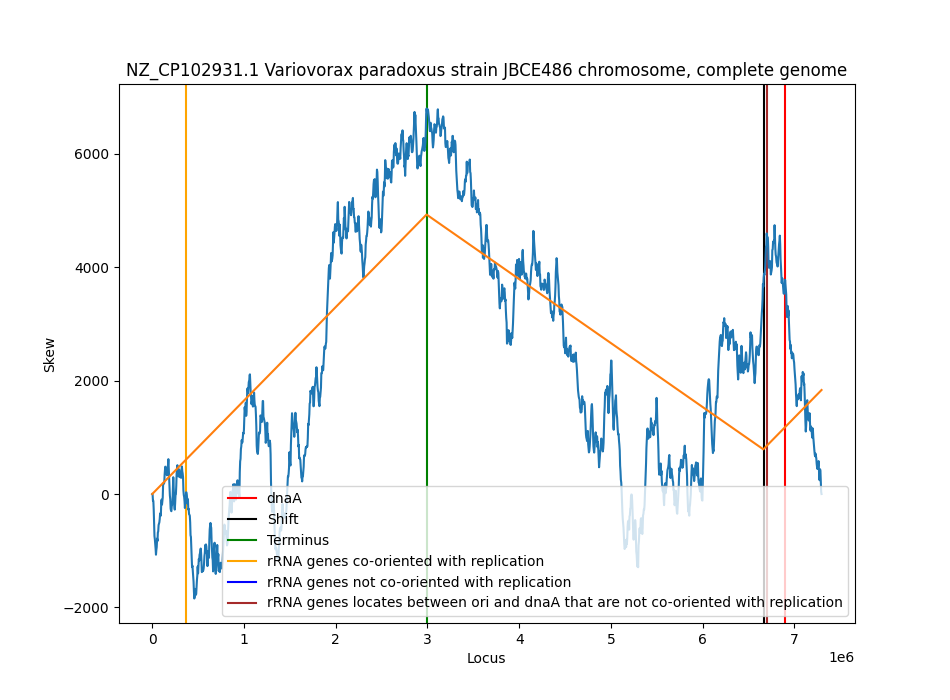 NZ_CP102931.1 Variovorax paradoxus strain JBCE486 chromosome, complete genome
6000
4000
2000
0
−2000
Skew
dnaA
Shift
Terminus
rRNA genes co-oriented with replication
rRNA genes not co-oriented with replication
rRNA genes locates between ori and dnaA that are not co-oriented with replication
0 1 2 3 4 5 6 7
1e6
Locus